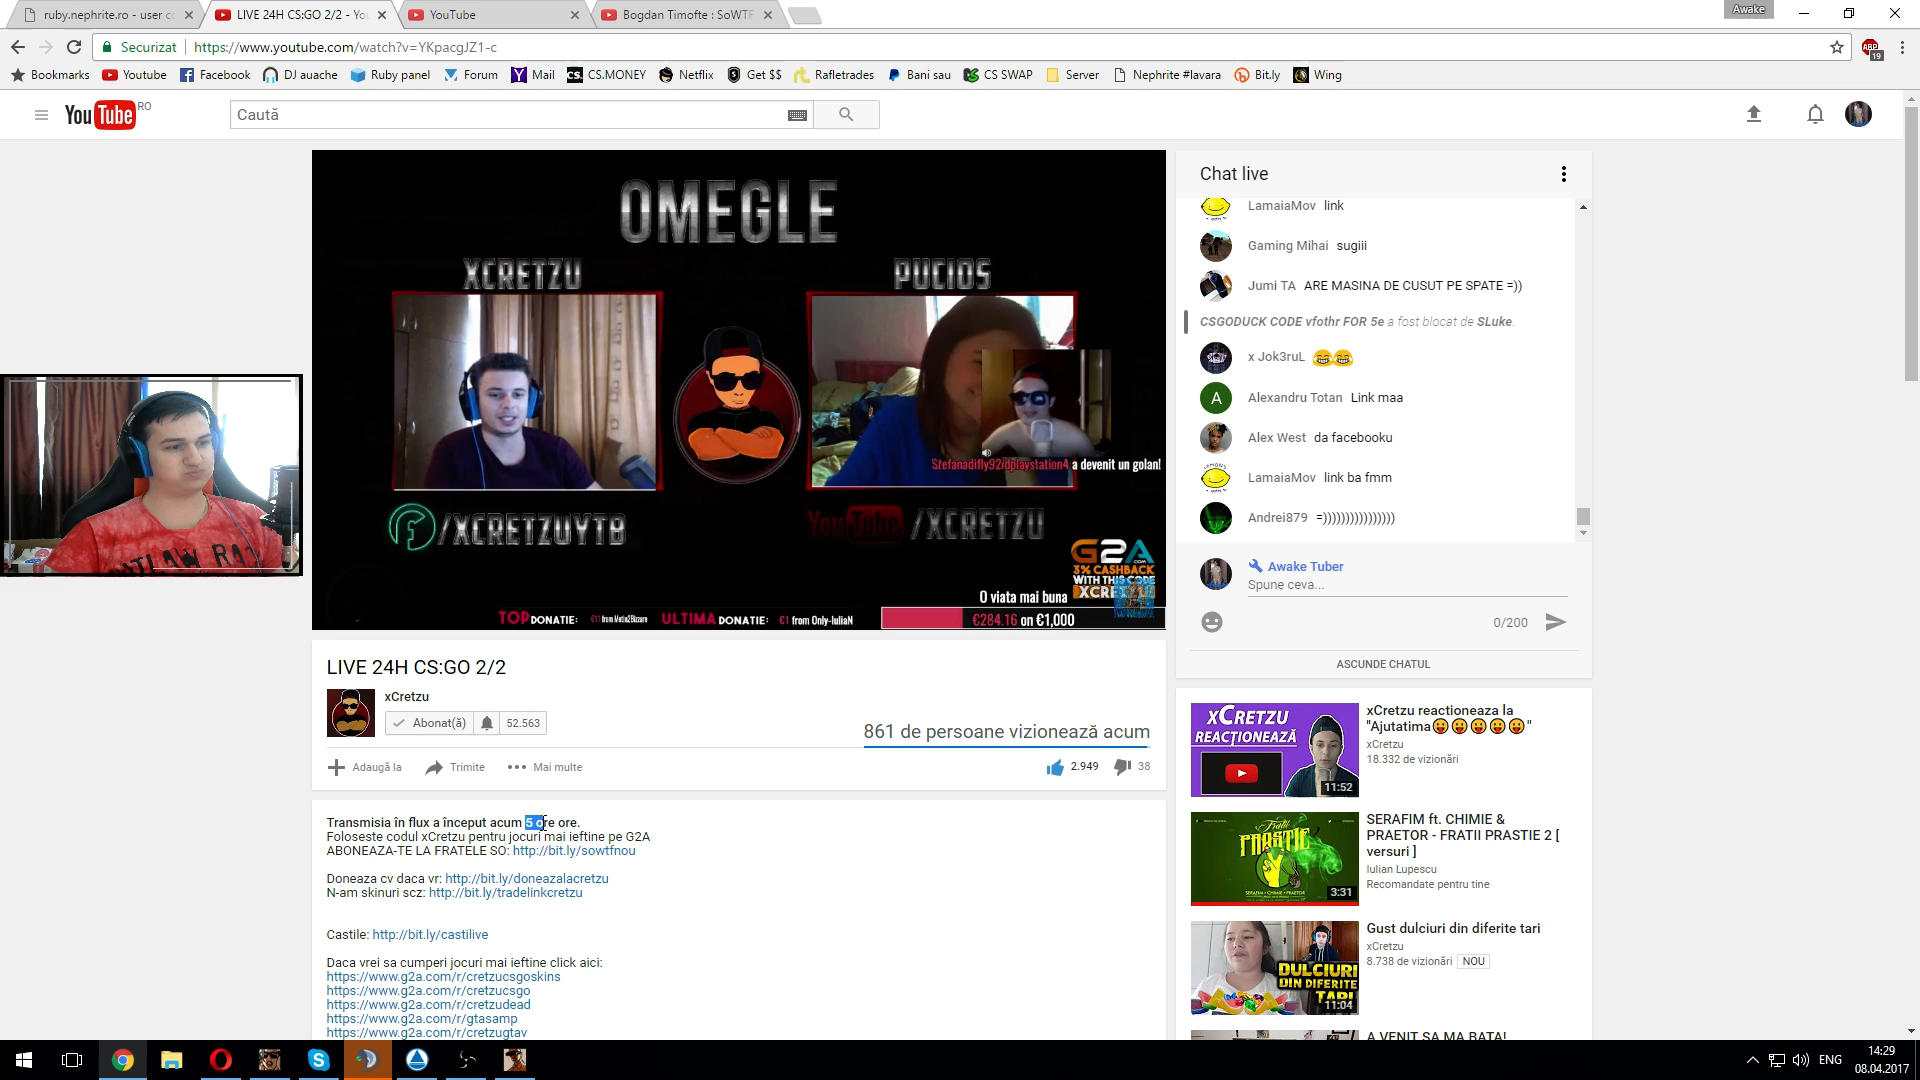 ruby.nephrite.ro - user c
LIVE 24H CS:GO 2/2 - Yo
YouTube
Bogdan Timofte : SoWTF
Awake
Securizat
https://www.youtube.com/watch?v=YKpacgJZ1-c
ABP
19
Bookmarks
Youtube
Facebook
DJ auache
Ruby panel
Forum
Mail
CS.MONEY
Netflix
Get $$
Rafletrades
Bani sau
CS SWAP
Server
Nephrite #lavara
Bit.ly
Wing
YouTube RO
Caută
OMEGLE
XCRETZU
PUCIOS
Stefanadifly92idplaystation4 a devenit un golan!
/XCRETZUYTB
YouTube /XCRETZU
G2A
.COM
3% CASHBACK
WITH THIS CODE
O viata mai buna
TOP DONATIE:
ULTIMA DONATIE: €1 from Only-IuliaN
€284.16 on €1,000
Chat live
LamaiaMov link
Gaming Mihai sugiii
Jumi TA ARE MASINA DE CUSUT PE SPATE =))
CSGODUCK CODE vfothr FOR 5e a fost blocat de SLuke.
x Jok3ruL 😂😂
A
Alexandru Totan Link maa
Alex West da facebooku
LamaiaMov link ba fmm
Andrei879 =))))))))))))))))
Awake Tuber
Spune ceva...
0/200
ASCUNDE CHATUL
LIVE 24H CS:GO 2/2
xCretzu
Abonat(ă)
52.563
861 de persoane vizionează acum
Adaugă la
Trimite
Mai multe
2.949
38
Transmisia în flux a început acum 5 ore ore.
Foloseste codul xCretzu pentru jocuri mai ieftine pe G2A
ABONEAZA-TE LA FRATELE SO: http://bit.ly/sowtfnou
Doneaza cv daca vr: http://bit.ly/doneazalacretzu
N-am skinuri scz: http://bit.ly/tradelinkcretzu
Castile: http://bit.ly/castilive
Daca vrei sa cumperi jocuri mai ieftine click aici:
https://www.g2a.com/r/cretzucsgoskins
https://www.g2a.com/r/cretzucsgo
https://www.g2a.com/r/cretzudead
https://www.g2a.com/r/gtasamp
https://www.g2a.com/r/cretzugtav
XCRETZU
REACȚIONEAZĂ
11:52
xCretzu reactioneaza la
"Ajutatima😛😛😛😛😛"
xCretzu
18.332 de vizionări
Fratii
PRASTIE
SERAFIM CHIMIE PRAETOR
3:31
SERAFIM ft. CHIMIE &
PRAETOR - FRATII PRASTIE 2 [
versuri ]
Iulian Lupescu
Recomandate pentru tine
DULCIURI
DIN DIFERITE
TARI
11:04
Gust dulciuri din diferite tari
xCretzu
8.738 de vizionări
NOU
A VENIT SA MA BATA!
ENG
14:29
08.04.2017